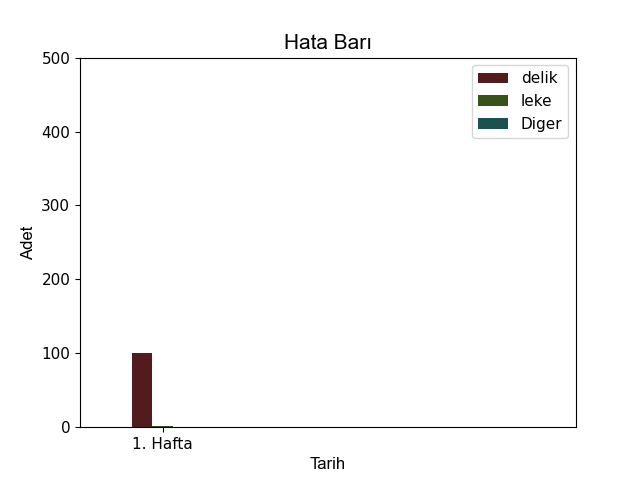 Hata Barı
500
400
300
200
100
0
Adet
delik
leke
Diger
1. Hafta
Tarih